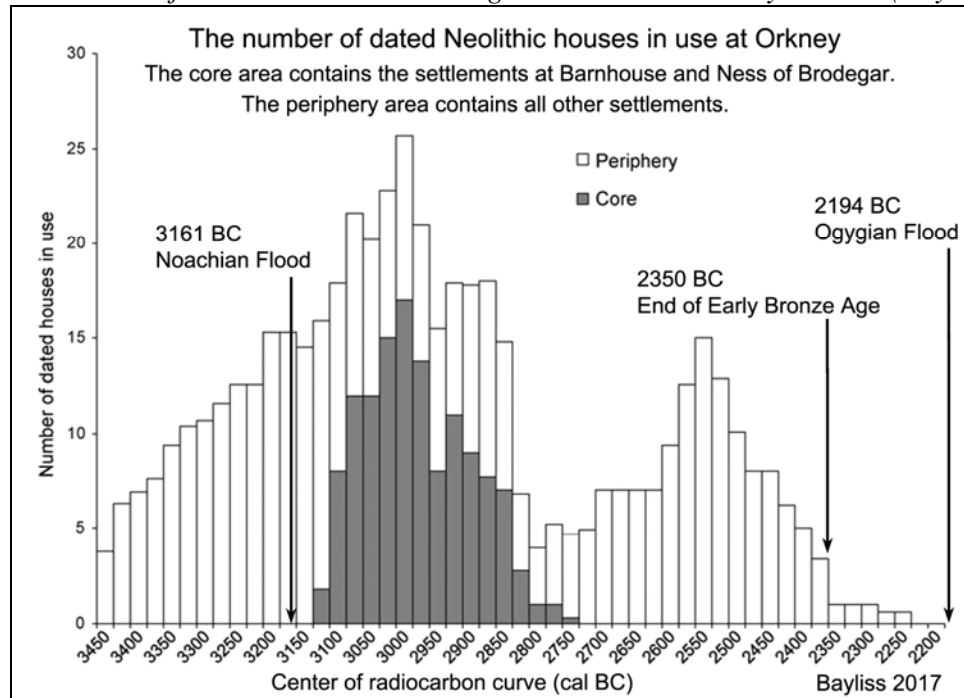 The number of dated Neolithic houses in use at Orkney
The core area contains the settlements at Barnhouse and Ness of Brodegar.
The periphery area contains all other settlements.
Number of dated houses in use
30
25
20
15
10
5
0
Periphery
Core
3161 BC
Noachian Flood
2350 BC
End of Early Bronze Age
2194 BC
Ogygian Flood
3450
3400
3350
3300
3250
3200
3150
3100
3050
3000
2950
2900
2850
2800
2750
2700
2650
2600
2550
2500
2450
2400
2350
2300
2250
2200
Center of radiocarbon curve (cal BC)
Bayliss 2017